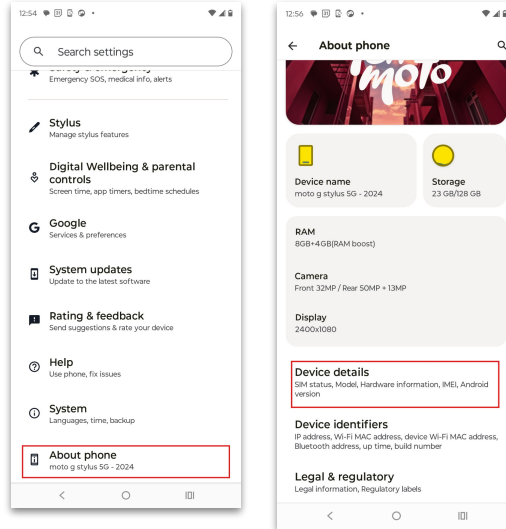 12:54
Search settings
Emergency SOS, medical info, alerts
Stylus
Manage stylus features
Digital Wellbeing & parental
controls
Screen time, app timers, bedtime schedules
Google
Services & preferences
System updates
Update to the latest software
Rating & feedback
Send suggestions & rate your device
Help
Use phone, fix issues
System
Languages, time, backup
About phone
moto g stylus 5G - 2024
12:56
About phone
moto
Device name
moto g stylus 5G - 2024
Storage
23 GB/128 GB
RAM
8GB+4GB(RAM boost)
Camera
Front 32MP / Rear 50MP + 13MP
Display
2400x1080
Device details
SIM status, Model, Hardware information, IMEI, Android
version
Device identifiers
IP address, Wi-Fi MAC address, device Wi-Fi MAC address,
Bluetooth address, up time, build number
Legal & regulatory
Legal information, Regulatory labels